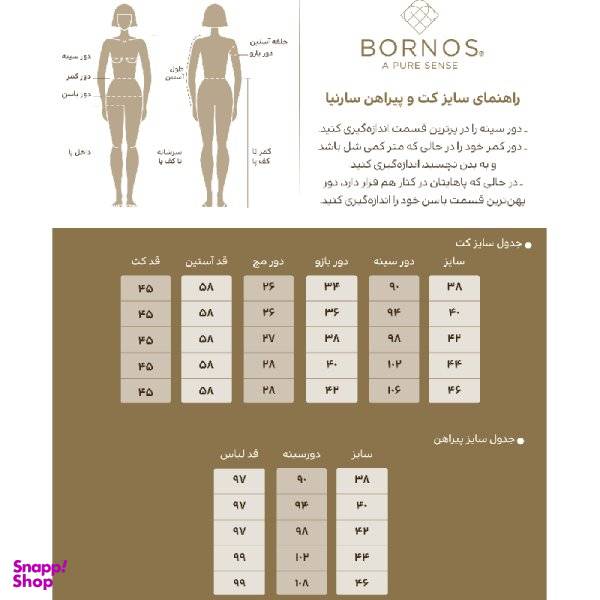 BORNOS®
A PURE SENSE
راهنمای سایز کت و پیراهن سارنیا
ـ دور سینه را در پرترین قسمت اندازه‌گیری کنید.
ـ دور کمر خود را در حالی که متر کمی شل باشد
و به بدن نچسبد، اندازه‌گیری کنید
ـ در حالی که پاهایتان در کنار هم قرار دارد، دور
پهن‌ترین قسمت باسن خود را اندازه‌گیری کنید.
حلقه آستین
دور بازو
طول آستین
دور سینه
دور کمر
دور باسن
کمر تا کف پا
سرشانه تا کف پا
داخل پا
جدول سایز کت
سایز دور سینه دور بازو دور مچ قد آستین قد کت
۳۸ ۹۰ ۳۴ ۲۶ ۵۸ ۴۵
۴۰ ۹۴ ۳۶ ۲۶ ۵۸ ۴۵
۴۲ ۹۸ ۳۸ ۲۷ ۵۸ ۴۵
۴۴ ۱۰۲ ۴۰ ۲۸ ۵۸ ۴۵
۴۶ ۱۰۶ ۴۲ ۲۸ ۵۸ ۴۵
جدول سایز پیراهن
سایز دورسینه قد لباس
۳۸ ۹۰ ۹۷
۴۰ ۹۴ ۹۷
۴۲ ۹۸ ۹۷
۴۴ ۱۰۲ ۹۹
۴۶ ۱۰۸ ۹۹
Snapp!
Shop